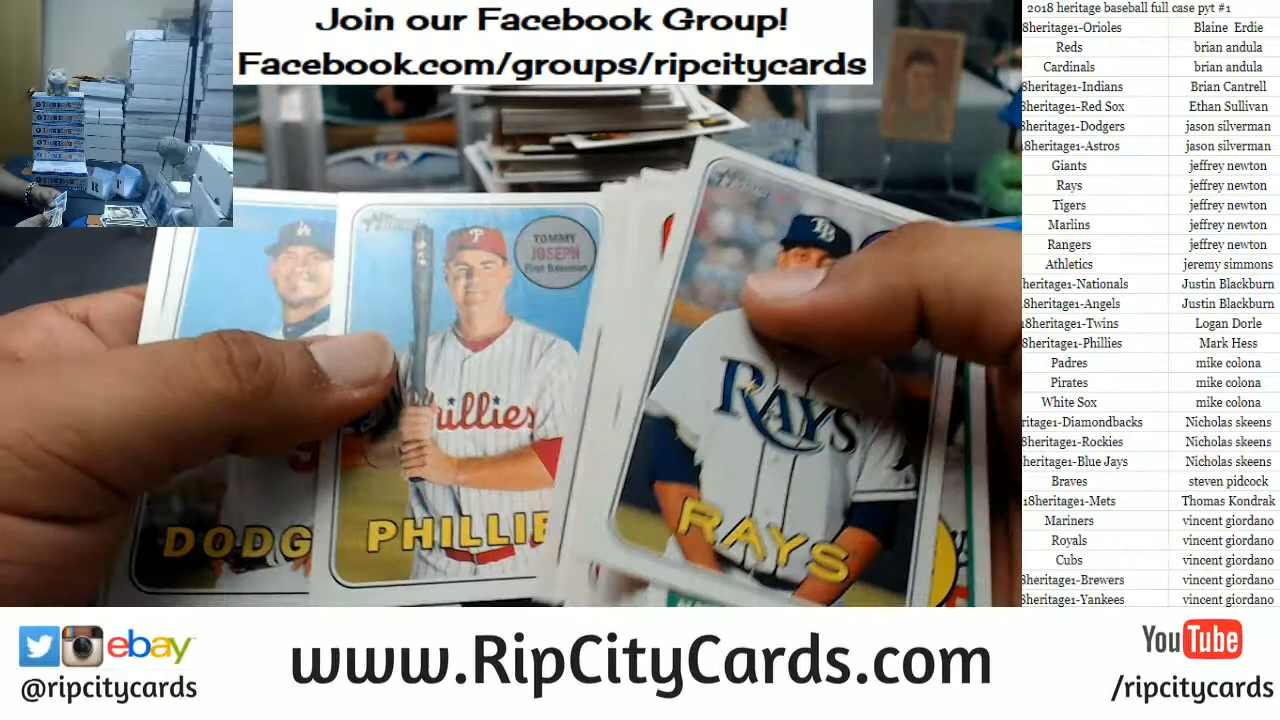 Join our Facebook Group!
Facebook.com/groups/ripcitycards
2018 heritage baseball full case pyt #1
8heritage1-Orioles Blaine Erdie
Reds brian andula
Cardinals brian andula
18heritage1-Indians Brian Cantrell
8heritage1-Red Sox Ethan Sullivan
8heritage1-Dodgers jason silverman
18heritage1-Astros jason silverman
Giants jeffrey newton
Rays jeffrey newton
Tigers jeffrey newton
Marlins jeffrey newton
Rangers jeffrey newton
Athletics jeremy simmons
heritage1-Nationals Justin Blackburn
8heritage1-Angels Justin Blackburn
18heritage1-Twins Logan Dorle
8heritage1-Phillies Mark Hess
Padres mike colona
Pirates mike colona
White Sox mike colona
ritage1-Diamondbacks Nicholas skeens
8heritage1-Rockies Nicholas skeens
8heritage1-Blue Jays Nicholas skeens
Braves steven pidcock
18heritage1-Mets Thomas Kondrak
Mariners vincent giordano
Royals vincent giordano
Cubs vincent giordano
8heritage1-Brewers vincent giordano
8heritage1-Yankees vincent giordano
LA
DODG
Heritage
P
TOMMY
JOSEPH
First Baseman
Phillies
PHILLIE
TB
RAYS
RAYS
ebay
@ripcitycards
www.RipCityCards.com
YouTube
/ripcitycards